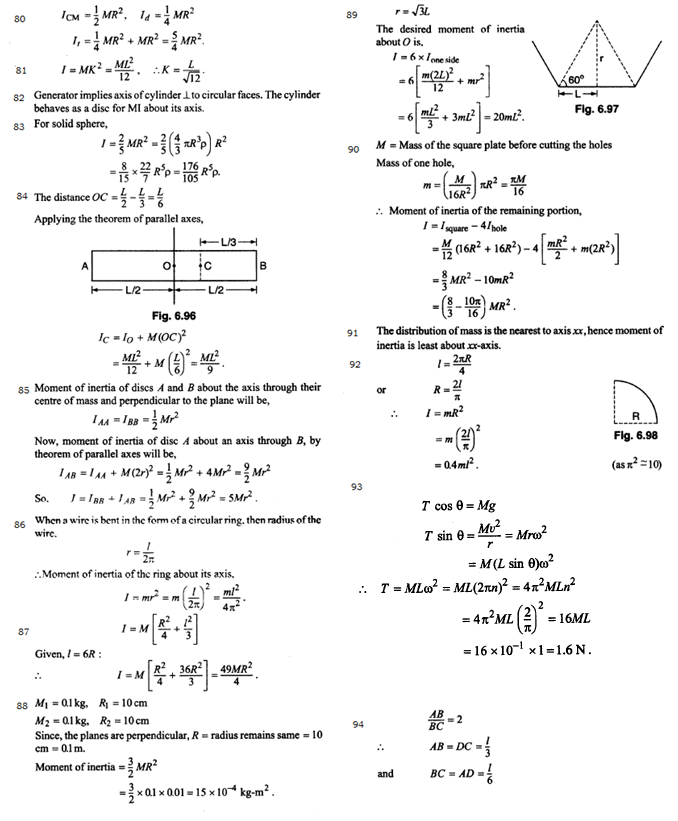 80 I_CM = 1/2 MR², I_d = 1/4 MR²
I_t = 1/4 MR² + MR² = 5/4 MR².
81 I = MK² = ML²/12, ∴ K = L/√12.
82 Generator implies axis of cylinder ⊥ to circular faces. The cylinder
behaves as a disc for MI about its axis.
83 For solid sphere,
I = 2/5 MR² = 2/5 (4/3 πR³ρ) R²
= 8/15 × 22/7 R⁵ρ = 176/105 R⁵ρ.
84 The distance OC = L/2 − L/3 = L/6
Applying the theorem of parallel axes,
L/3
A O C B
L/2 L/2
Fig. 6.96
I_C = I_O + M(OC)²
= ML²/12 + M (L/6)² = ML²/9.
85 Moment of inertia of discs A and B about the axis through their
centre of mass and perpendicular to the plane will be,
I_AA = I_BB = 1/2 Mr²
Now, moment of inertia of disc A about an axis through B, by
theorem of parallel axes will be,
I_AB = I_AA + M(2r)² = 1/2 Mr² + 4Mr² = 9/2 Mr²
So, I = I_BB + I_AB = 1/2 Mr² + 9/2 Mr² = 5Mr².
86 When a wire is bent in the form of a circular ring, then radius of the
wire,
r = l/2π
∴Moment of inertia of the ring about its axis,
I = mr² = m (l/2π)² = ml²/4π².
87 I = M [R²/4 + l²/3]
Given, l = 6R :
∴ I = M [R²/4 + 36R²/3] = 49MR²/4.
88 M₁ = 0.1 kg, R₁ = 10 cm
M₂ = 0.1 kg, R₂ = 10 cm
Since, the planes are perpendicular, R = radius remains same = 10
cm = 0.1 m.
Moment of inertia = 3/2 MR²
= 3/2 × 0.1 × 0.01 = 15 × 10⁻⁴ kg-m².
89 r = √3L
The desired moment of inertia
about O is,
I = 6 × I_one side
= 6 [m(2L)²/12 + mr²]
= 6 [mL²/3 + 3mL²] = 20mL².
r
60°
L
Fig. 6.97
90 M = Mass of the square plate before cutting the holes
Mass of one hole,
m = (M/16R²) πR² = πM/16
∴ Moment of inertia of the remaining portion,
I = I_square − 4I_hole
= M/12 (16R² + 16R²) − 4 [mR²/2 + m(2R²)]
= 8/3 MR² − 10mR²
= (8/3 − 10π/16) MR².
91 The distribution of mass is the nearest to axis xx, hence moment of
inertia is least about xx-axis.
92 l = 2πR/4
or R = 2l/π
∴ I = mR²
= m (2l/π)²
= 0.4ml². (as π² ≅ 10)
R
Fig. 6.98
93
T cos θ = Mg
T sin θ = Mv²/r = Mrω²
= M(L sin θ)ω²
∴ T = MLω² = ML(2πn)² = 4π²MLn²
= 4π²ML (2/π)² = 16ML
= 16 × 10⁻¹ × 1 = 1.6 N.
94 AB/BC = 2
∴ AB = DC = l/3
and BC = AD = l/6